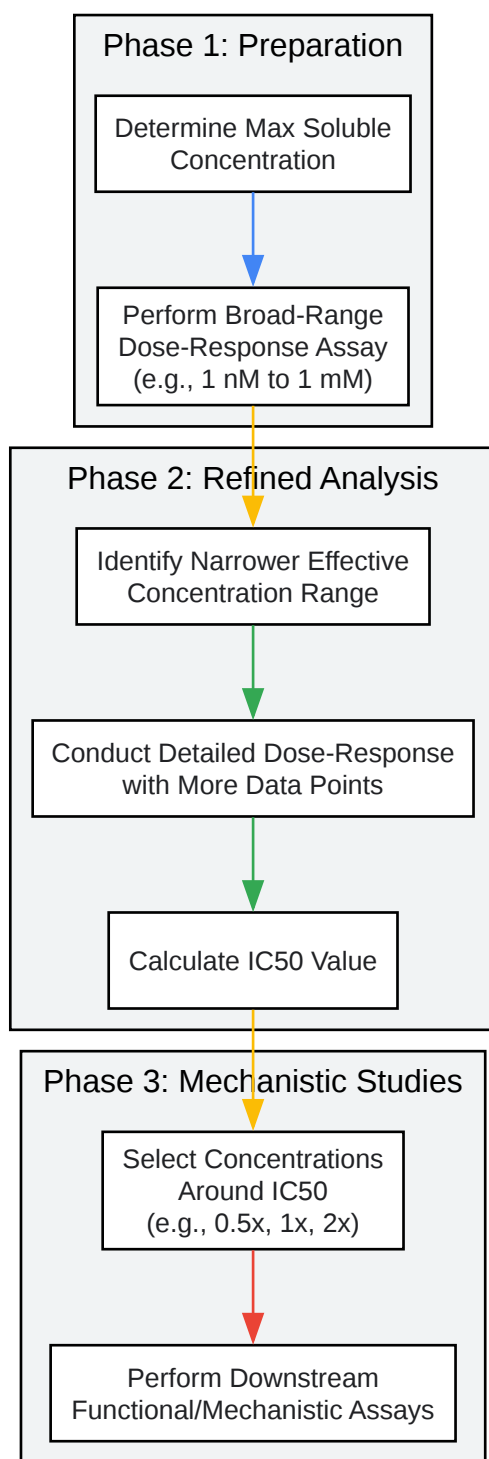 Phase 1: Preparation
Determine Max Soluble
Concentration
Perform Broad-Range
Dose-Response Assay
(e.g., 1 nM to 1 mM)
Phase 2: Refined Analysis
Identify Narrower Effective
Concentration Range
Conduct Detailed Dose-Response
with More Data Points
Calculate IC50 Value
Phase 3: Mechanistic Studies
Select Concentrations
Around IC50
(e.g., 0.5x, 1x, 2x)
Perform Downstream
Functional/Mechanistic Assays